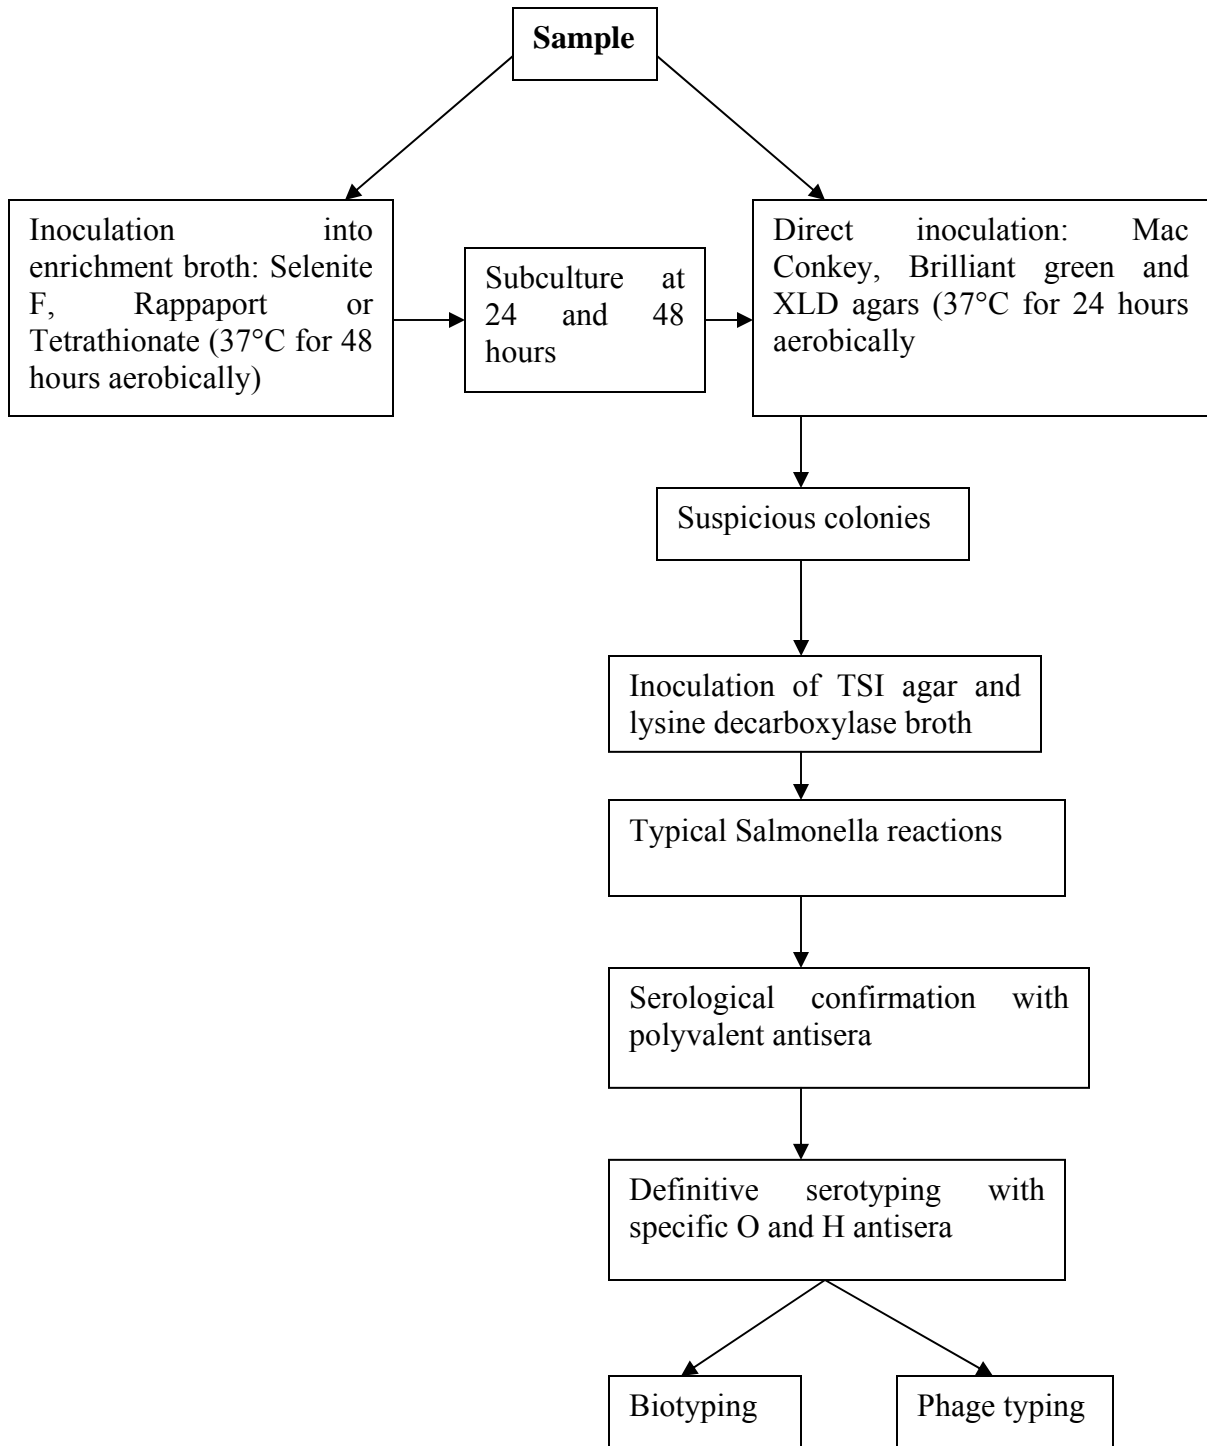 Sample
Inoculation into
enrichment broth: Selenite
F, Rappaport or
Tetrathionate (37°C for 48
hours aerobically)
Subculture at
24 and 48
hours
Direct inoculation: Mac
Conkey, Brilliant green and
XLD agars (37°C for 24 hours
aerobically
Suspicious colonies
Inoculation of TSI agar and
lysine decarboxylase broth
Typical Salmonella reactions
Serological confirmation with
polyvalent antisera
Definitive serotyping with
specific O and H antisera
Biotyping
Phage typing